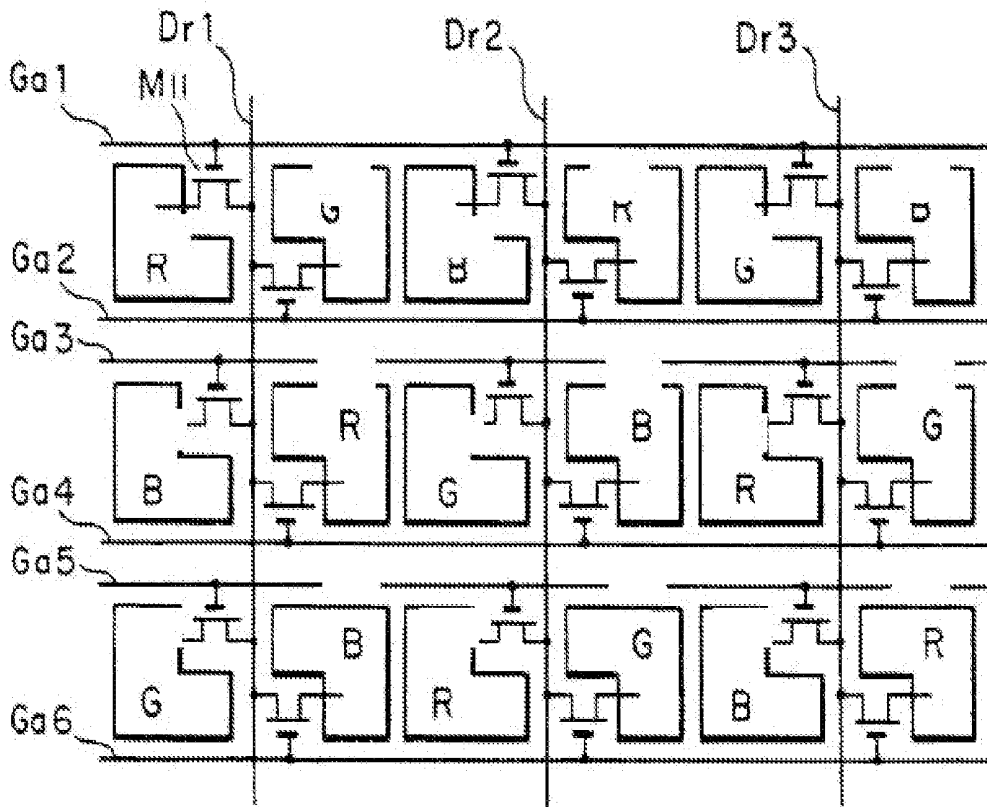 Dr1 Dr2 Dr3
Ga1 M11
R G B R G B
Ga2
Ga3
B R G B R G
Ga4
Ga5
G B R G B R
Ga6